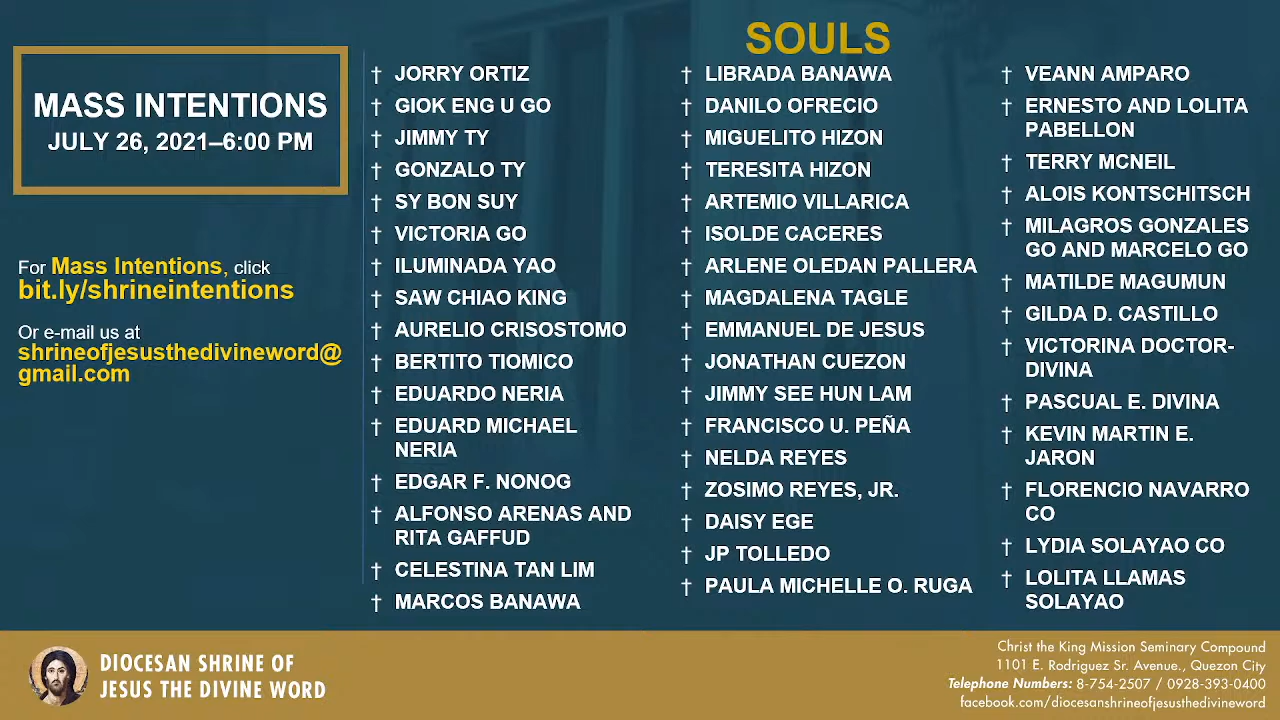 MASS INTENTIONS
JULY 26, 2021–6:00 PM
For Mass Intentions, click
bit.ly/shrineintentions
Or e-mail us at
shrineofjesusthedivineword@
gmail.com
SOULS
† JORRY ORTIZ
† GIOK ENG U GO
† JIMMY TY
† GONZALO TY
† SY BON SUY
† VICTORIA GO
† ILUMINADA YAO
† SAW CHIAO KING
† AURELIO CRISOSTOMO
† BERTITO TIOMICO
† EDUARDO NERIA
† EDUARD MICHAEL
NERIA
† EDGAR F. NONOG
† ALFONSO ARENAS AND
RITA GAFFUD
† CELESTINA TAN LIM
† MARCOS BANAWA
† LIBRADA BANAWA
† DANILO OFRECIO
† MIGUELITO HIZON
† TERESITA HIZON
† ARTEMIO VILLARICA
† ISOLDE CACERES
† ARLENE OLEDAN PALLERA
† MAGDALENA TAGLE
† EMMANUEL DE JESUS
† JONATHAN CUEZON
† JIMMY SEE HUN LAM
† FRANCISCO U. PEÑA
† NELDA REYES
† ZOSIMO REYES, JR.
† DAISY EGE
† JP TOLLEDO
† PAULA MICHELLE O. RUGA
† VEANN AMPARO
† ERNESTO AND LOLITA
PABELLON
† TERRY MCNEIL
† ALOIS KONTSCHITSCH
† MILAGROS GONZALES
GO AND MARCELO GO
† MATILDE MAGUMUN
† GILDA D. CASTILLO
† VICTORINA DOCTOR-
DIVINA
† PASCUAL E. DIVINA
† KEVIN MARTIN E.
JARON
† FLORENCIO NAVARRO
CO
† LYDIA SOLAYAO CO
† LOLITA LLAMAS
SOLAYAO
DIOCESAN SHRINE OF
JESUS THE DIVINE WORD
Christ the King Mission Seminary Compound
1101 E. Rodriguez Sr. Avenue., Quezon City
Telephone Numbers: 8-754-2507 / 0928-393-0400
facebook.com/diocesanshrineofjesusthedivineword